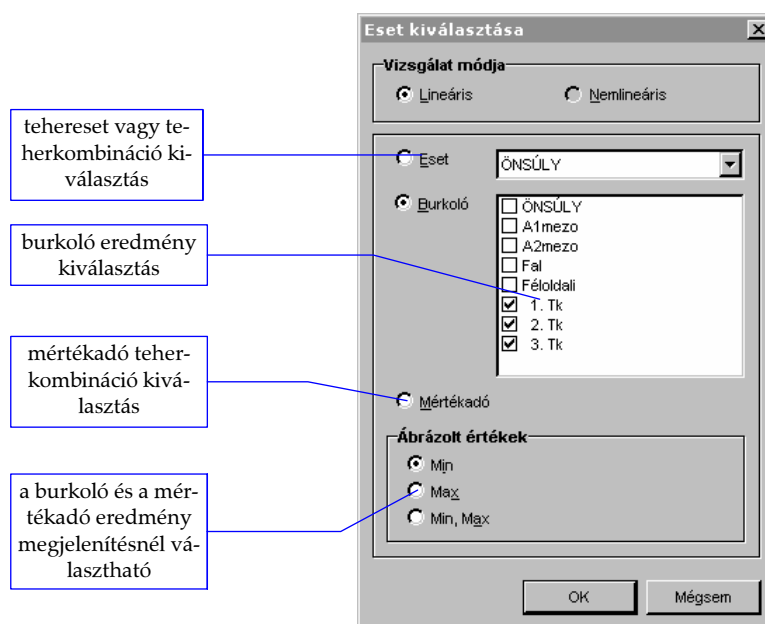 Eset kiválasztása
Vizsgálat módja
Lineáris
Nemlineáris
tehereset vagy te-
herkombináció ki-
választás
Eset
ÖNSÚLY
Burkoló
ÖNSÚLY
A1mezo
A2mezo
Fal
Féloldali
1. Tk
2. Tk
3. Tk
burkoló eredmény
kiválasztás
mértékadó teher-
kombináció kivá-
lasztás
Mértékadó
Ábrázolt értékek
Min
Max
Min, Max
a burkoló és a mér-
tékadó eredmény
megjelenítésnél vá-
lasztható
OK
Mégsem